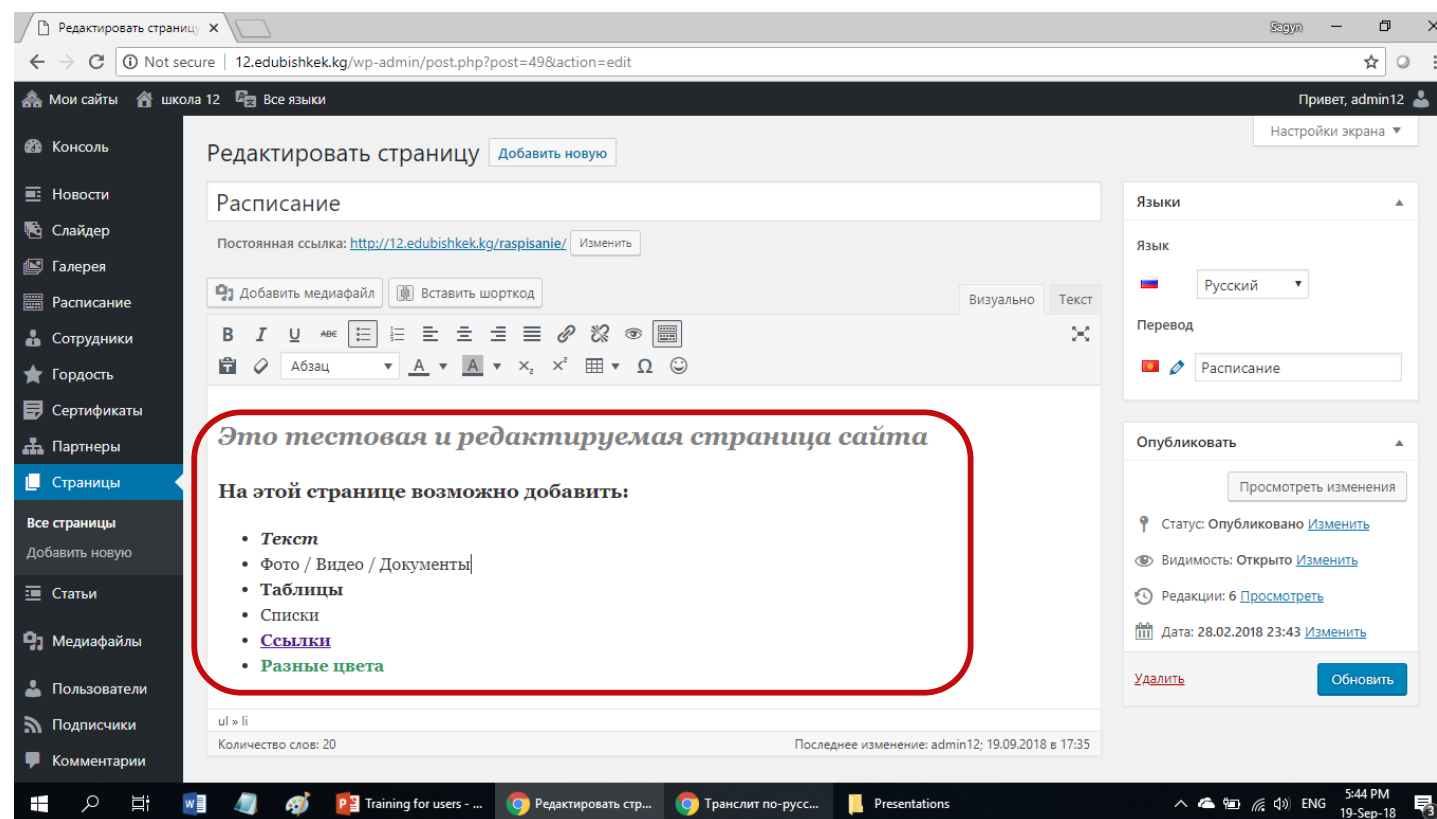 Редактировать страницу
Sagyn
Not secure | 12.edubishkek.kg/wp-admin/post.php?post=49&action=edit
Мои сайты школа 12 Все языки Привет, admin12
Настройки экрана
Консоль
Новости
Слайдер
Галерея
Расписание
Сотрудники
Гордость
Сертификаты
Партнеры
Страницы
Все страницы
Добавить новую
Статьи
Медиафайлы
Пользователи
Подписчики
Комментарии
Редактировать страницу Добавить новую
Расписание
Постоянная ссылка: http://12.edubishkek.kg/raspisanie/ Изменить
Добавить медиафайл Вставить шорткод
Визуально Текст
B I U ABE
Абзац A A X₂ X² Ω
Это тестовая и редактируемая страница сайта
На этой странице возможно добавить:
• Текст
• Фото / Видео / Документы
• Таблицы
• Списки
• Ссылки
• Разные цвета
ul » li
Количество слов: 20 Последнее изменение: admin12; 19.09.2018 в 17:35
Языки
Язык
Русский
Перевод
Расписание
Опубликовать
Просмотреть изменения
Статус: Опубликовано Изменить
Видимость: Открыто Изменить
Редакции: 6 Просмотреть
Дата: 28.02.2018 23:43 Изменить
Удалить Обновить
Training for users - ... Редактировать стр... Транслит по-русс... Presentations ENG
5:44 PM
19-Sep-18
3